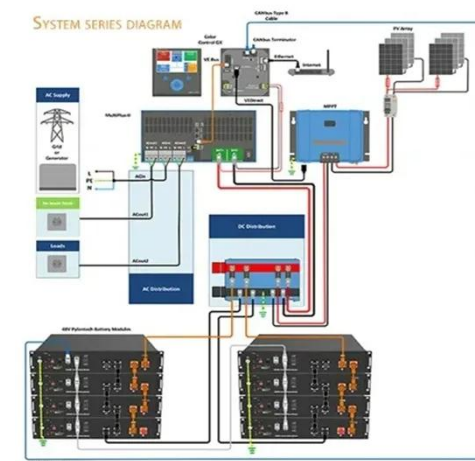 SYSTEM SERIES DIAGRAM
CANbus Type B
Cable
Color
Control GX
CANbus Terminator
PV Array
VE.Bus
Ethernet
Internet
AC Supply
VE.Direct
MultiPlus-II
MPPT
Grid
or
Generator
L
PE
N
ACin
ACout1
Loads
DC Distribution
ACout2
AC Distribution
48V Pylontech Battery Modules